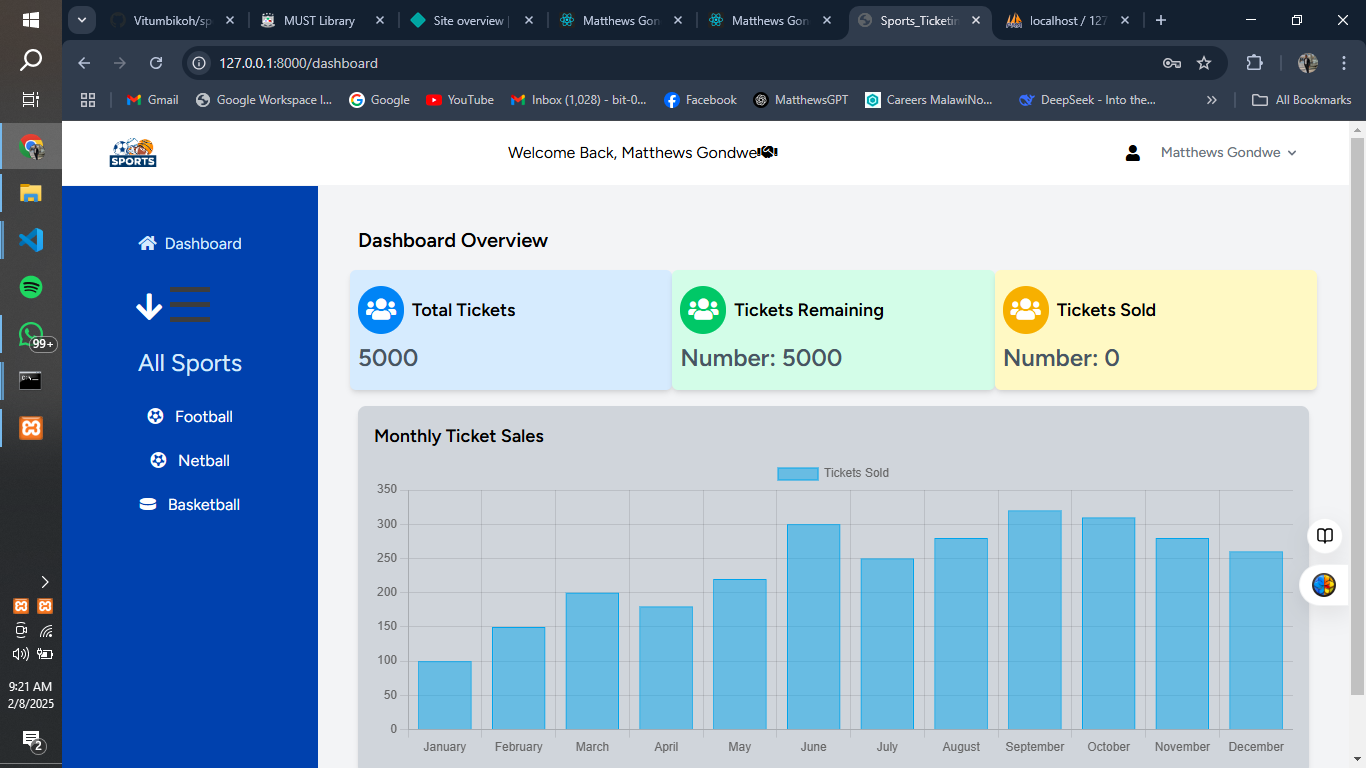 Vitumbikoh/sp
MUST Library
Site overview |
Matthews Gon
Matthews Gon
Sports_Ticketin
localhost / 127
127.0.0.1:8000/dashboard
Gmail
Google Workspace I...
Google
YouTube
Inbox (1,028) - bit-0...
Facebook
MatthewsGPT
Careers MalawiNo...
DeepSeek - Into the...
All Bookmarks
SPORTS
Welcome Back, Matthews Gondwe
Matthews Gondwe
Dashboard
All Sports
Football
Netball
Basketball
Dashboard Overview
Total Tickets
5000
Tickets Remaining
Number: 5000
Tickets Sold
Number: 0
Monthly Ticket Sales
Tickets Sold
350
300
250
200
150
100
50
0
January February March April May June July August September October November December
99+
9:21 AM
2/8/2025
2